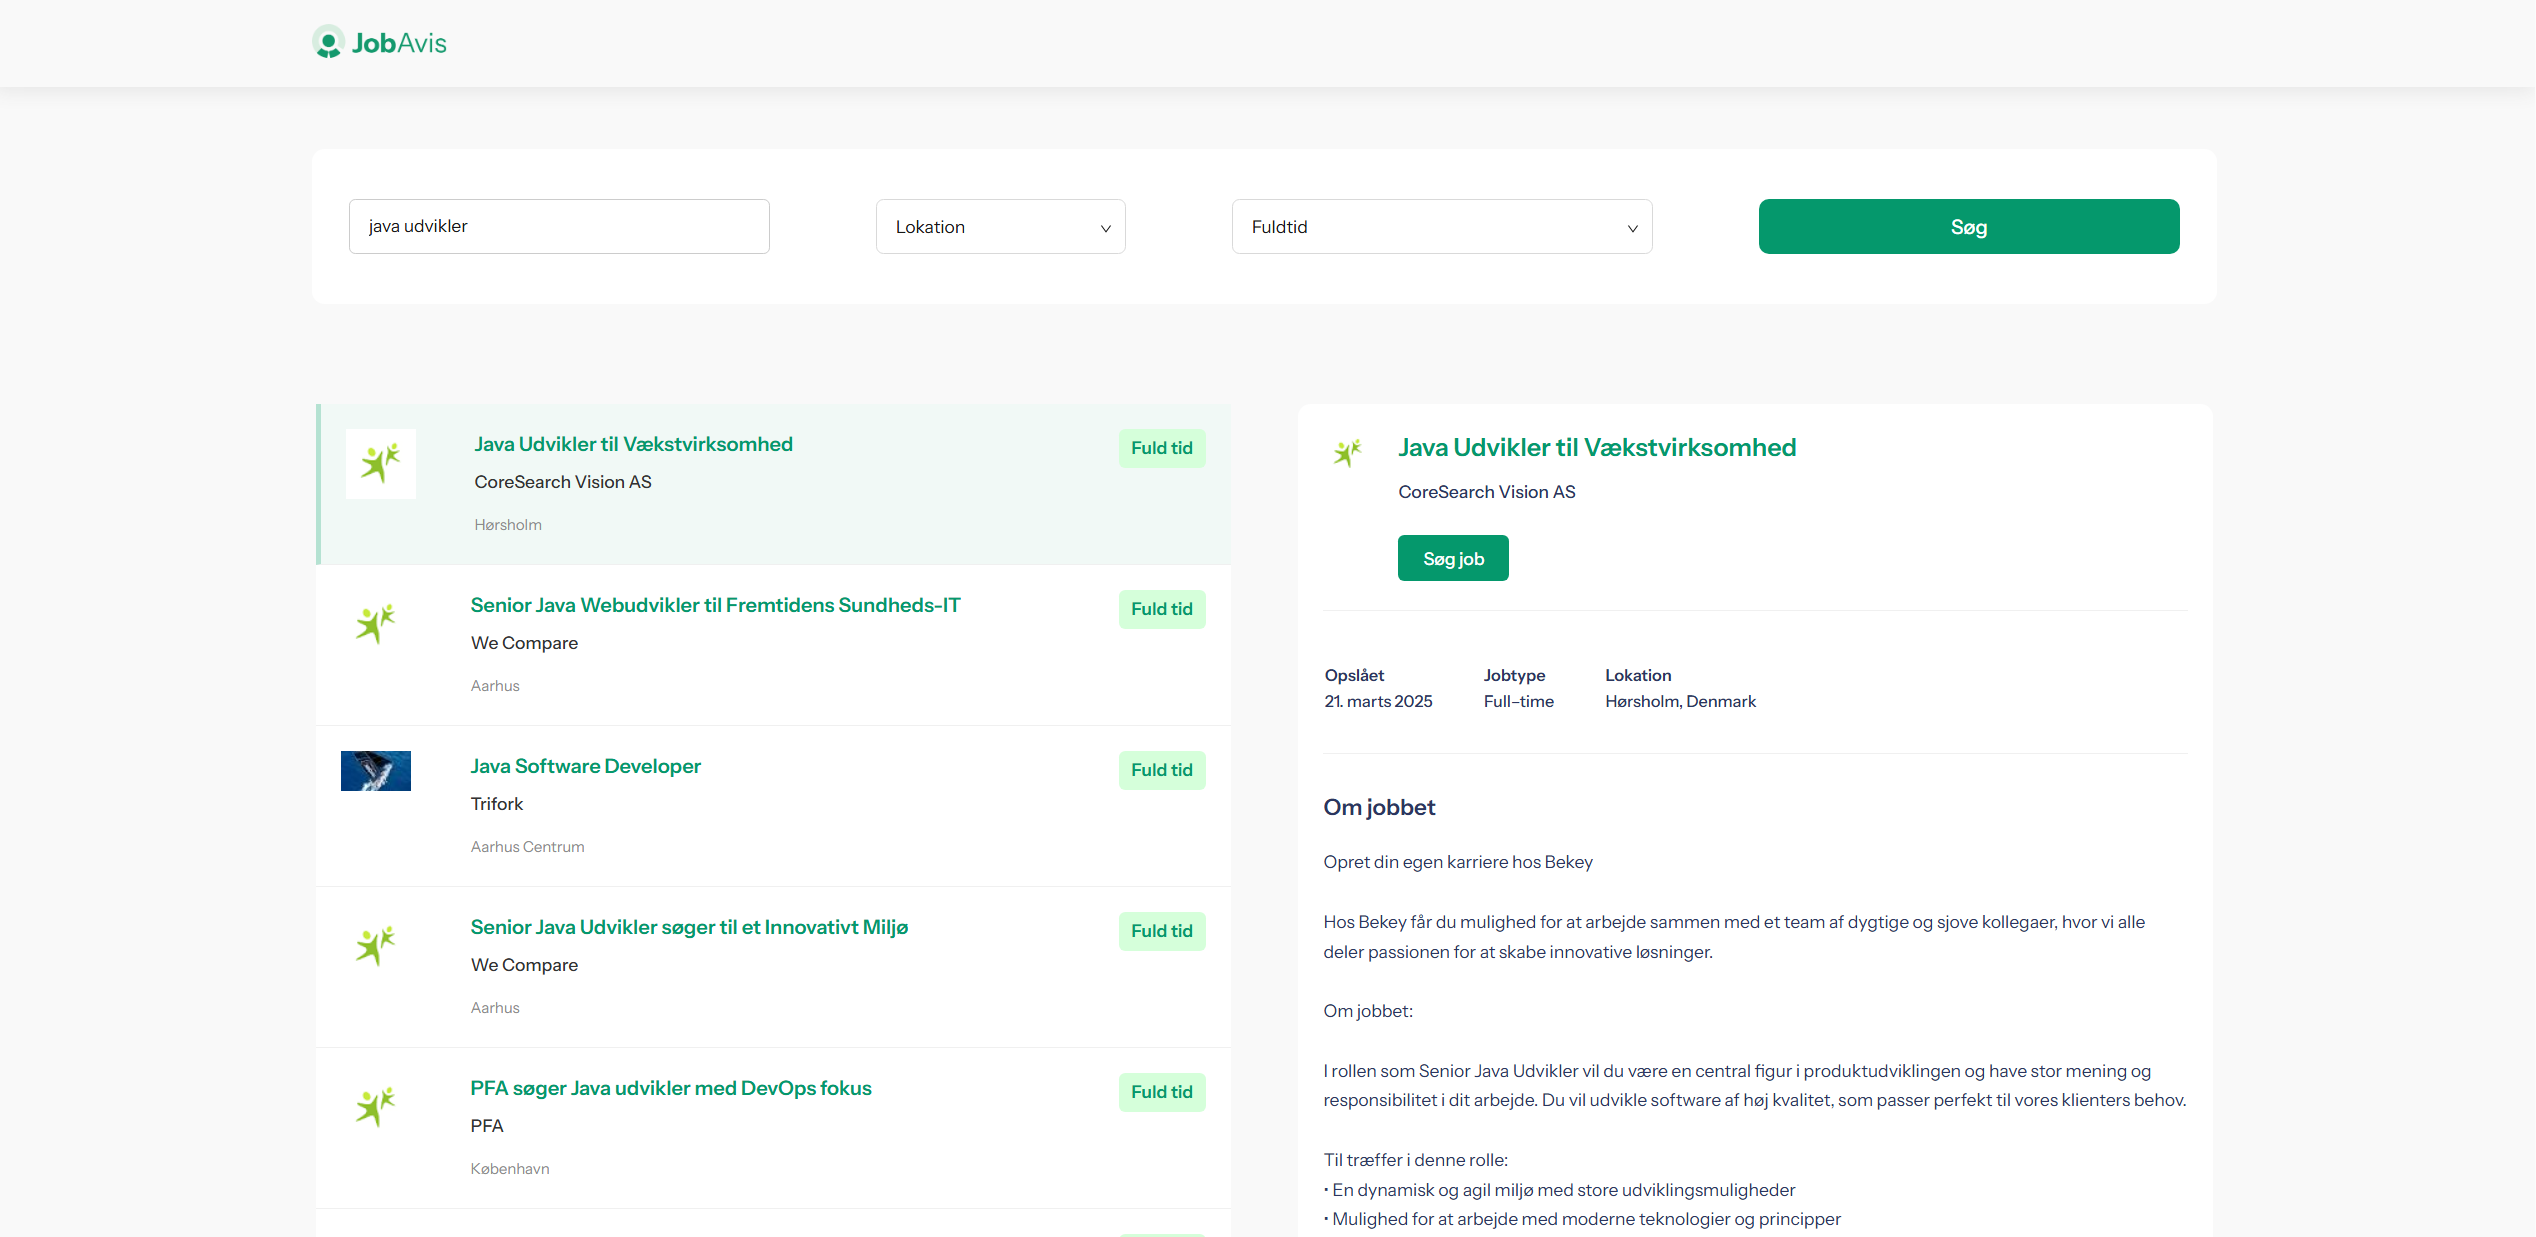 JobAvis
java udvikler
Lokation
Fuldtid
Søg
Java Udvikler til Vækstvirksomhed
Fuld tid
CoreSearch Vision AS
Hørsholm
Senior Java Webudvikler til Fremtidens Sundheds-IT
Fuld tid
We Compare
Aarhus
Java Software Developer
Fuld tid
Trifork
Aarhus Centrum
Senior Java Udvikler søger til et Innovativt Miljø
Fuld tid
We Compare
Aarhus
PFA søger Java udvikler med DevOps fokus
Fuld tid
PFA
København
Java Udvikler til Vækstvirksomhed
CoreSearch Vision AS
Søg job
Opslået
21. marts 2025
Jobtype
Full-time
Lokation
Hørsholm, Denmark
Om jobbet
Opret din egen karriere hos Bekey
Hos Bekey får du mulighed for at arbejde sammen med et team af dygtige og sjove kollegaer, hvor vi alle
deler passionen for at skabe innovative løsninger.
Om jobbet:
I rollen som Senior Java Udvikler vil du være en central figur i produktudviklingen og have stor mening og
responsibilitet i dit arbejde. Du vil udvikle software af høj kvalitet, som passer perfekt til vores klienters behov.
Til træffer i denne rolle:
• En dynamisk og agil miljø med store udviklingsmuligheder
• Mulighed for at arbejde med moderne teknologier og principper